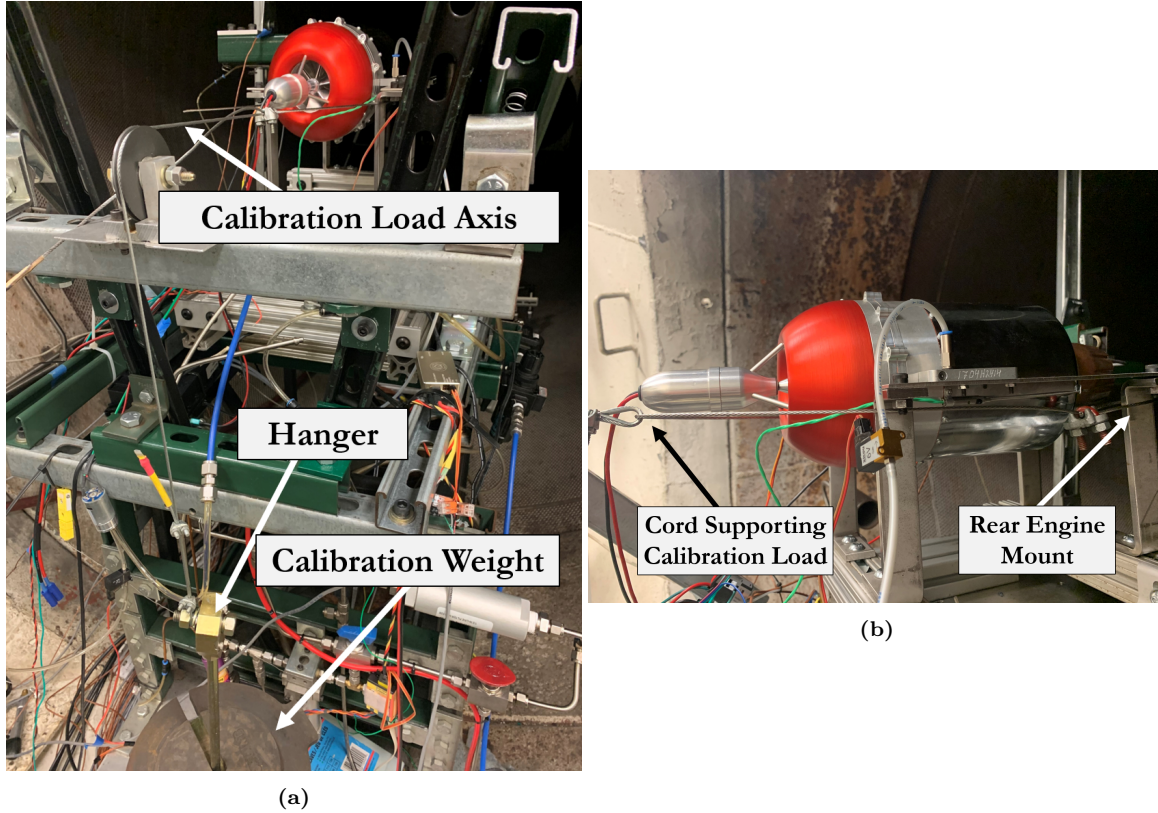 Calibration Load Axis
Hanger
Calibration Weight
(a)
Cord Supporting
Calibration Load
Rear Engine
Mount
(b)